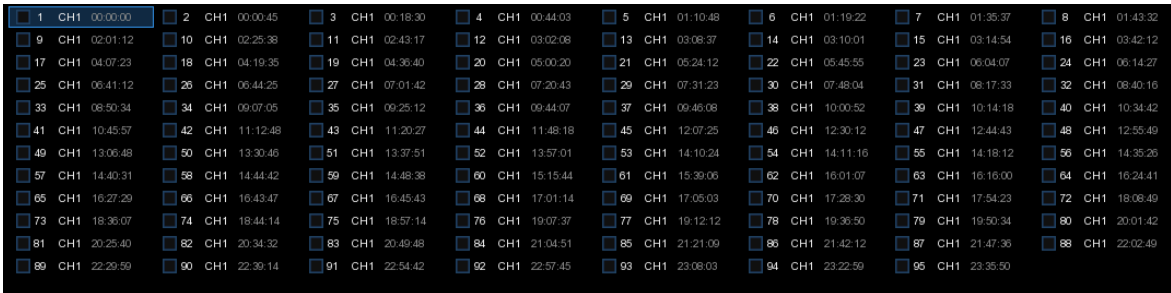 1 CH1 00:00:00 2 CH1 00:00:45 3 CH1 00:18:30 4 CH1 00:44:03 5 CH1 01:10:48 6 CH1 01:19:22 7 CH1 01:35:37 8 CH1 01:43:32
9 CH1 02:01:12 10 CH1 02:25:38 11 CH1 02:43:17 12 CH1 03:02:08 13 CH1 03:08:37 14 CH1 03:10:01 15 CH1 03:14:54 16 CH1 03:42:12
17 CH1 04:07:23 18 CH1 04:19:35 19 CH1 04:36:40 20 CH1 05:00:20 21 CH1 05:24:12 22 CH1 05:45:55 23 CH1 06:04:07 24 CH1 06:14:27
25 CH1 06:41:12 26 CH1 06:44:25 27 CH1 07:01:42 28 CH1 07:20:43 29 CH1 07:31:23 30 CH1 07:48:04 31 CH1 08:17:33 32 CH1 08:40:16
33 CH1 08:50:34 34 CH1 09:07:05 35 CH1 09:25:12 36 CH1 09:44:07 37 CH1 09:46:08 38 CH1 10:00:52 39 CH1 10:14:18 40 CH1 10:34:42
41 CH1 10:45:57 42 CH1 11:12:48 43 CH1 11:20:27 44 CH1 11:48:18 45 CH1 12:07:25 46 CH1 12:30:12 47 CH1 12:44:43 48 CH1 12:55:49
49 CH1 13:06:48 50 CH1 13:30:46 51 CH1 13:37:51 52 CH1 13:57:01 53 CH1 14:10:24 54 CH1 14:11:16 55 CH1 14:18:12 56 CH1 14:35:26
57 CH1 14:40:31 58 CH1 14:44:42 59 CH1 14:48:38 60 CH1 15:15:44 61 CH1 15:39:06 62 CH1 16:01:07 63 CH1 16:16:00 64 CH1 16:24:41
65 CH1 16:27:29 66 CH1 16:43:47 67 CH1 16:45:43 68 CH1 17:01:14 69 CH1 17:05:03 70 CH1 17:28:30 71 CH1 17:54:23 72 CH1 18:08:49
73 CH1 18:36:07 74 CH1 18:44:14 75 CH1 18:57:14 76 CH1 19:07:37 77 CH1 19:12:12 78 CH1 19:36:50 79 CH1 19:50:34 80 CH1 20:01:42
81 CH1 20:25:40 82 CH1 20:34:32 83 CH1 20:49:48 84 CH1 21:04:51 85 CH1 21:21:09 86 CH1 21:42:12 87 CH1 21:47:36 88 CH1 22:02:49
89 CH1 22:29:59 90 CH1 22:39:14 91 CH1 22:54:42 92 CH1 22:57:45 93 CH1 23:08:03 94 CH1 23:22:59 95 CH1 23:35:50